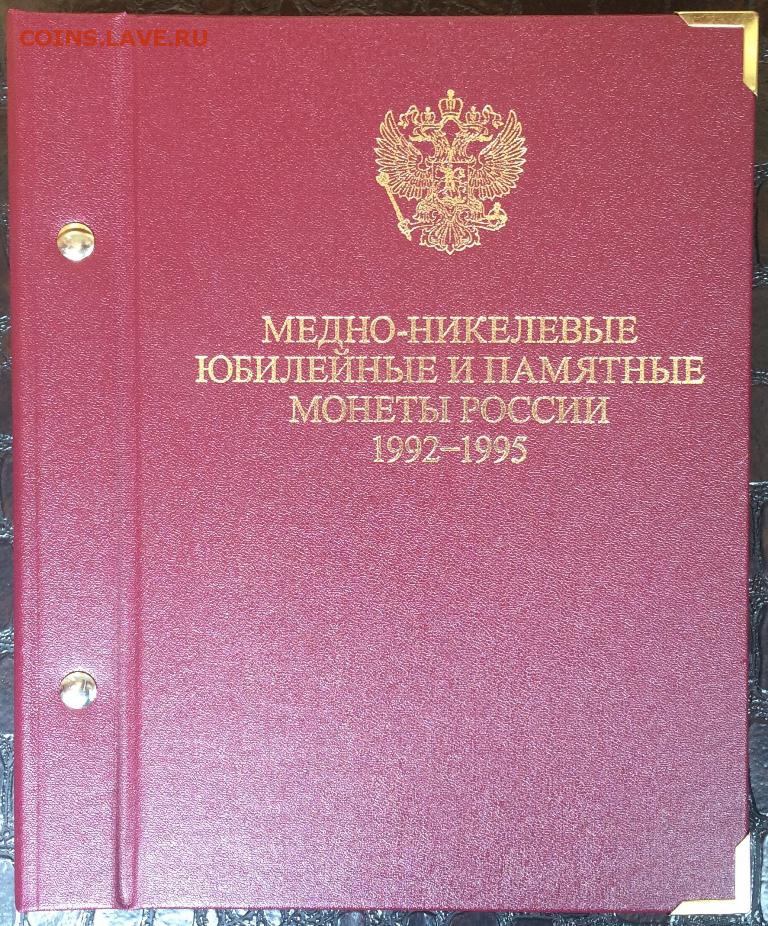 COINS.LAVE.RU
МЕДНО-НИКЕЛЕВЫЕ
ЮБИЛЕЙНЫЕ И ПАМЯТНЫЕ
МОНЕТЫ РОССИИ
1992–1995